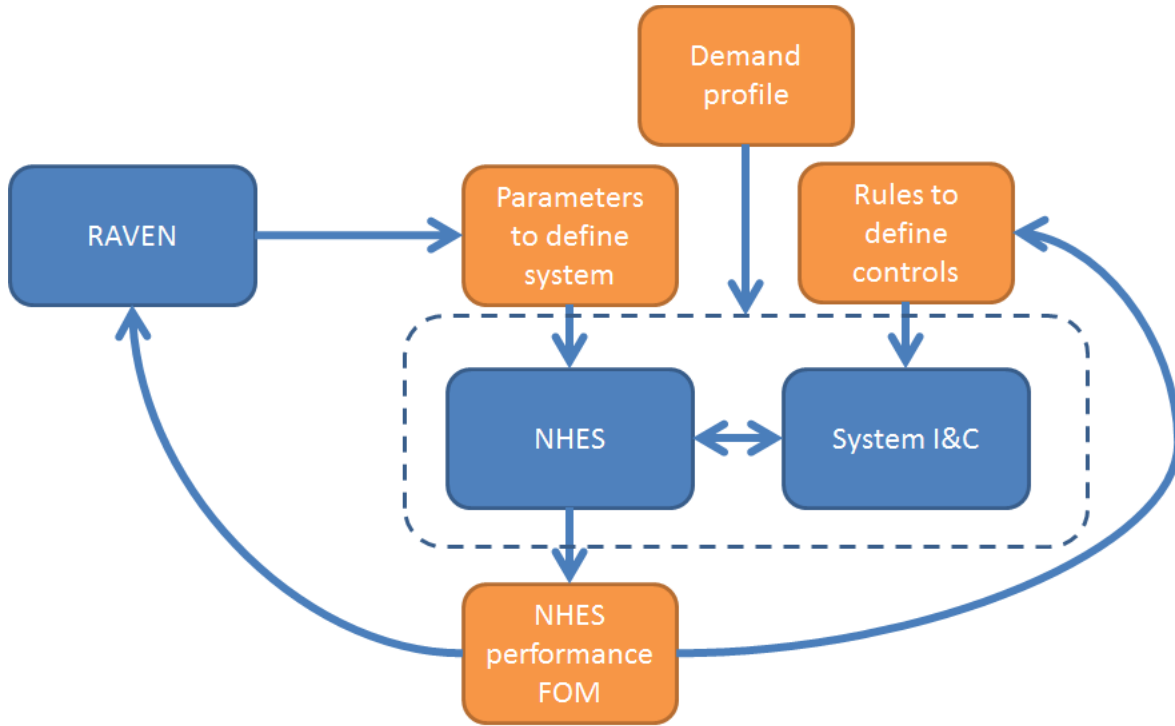 Demand
profile
RAVEN
Parameters
to define
system
Rules to
define
controls
NHES
System I&C
NHES
performance
FOM